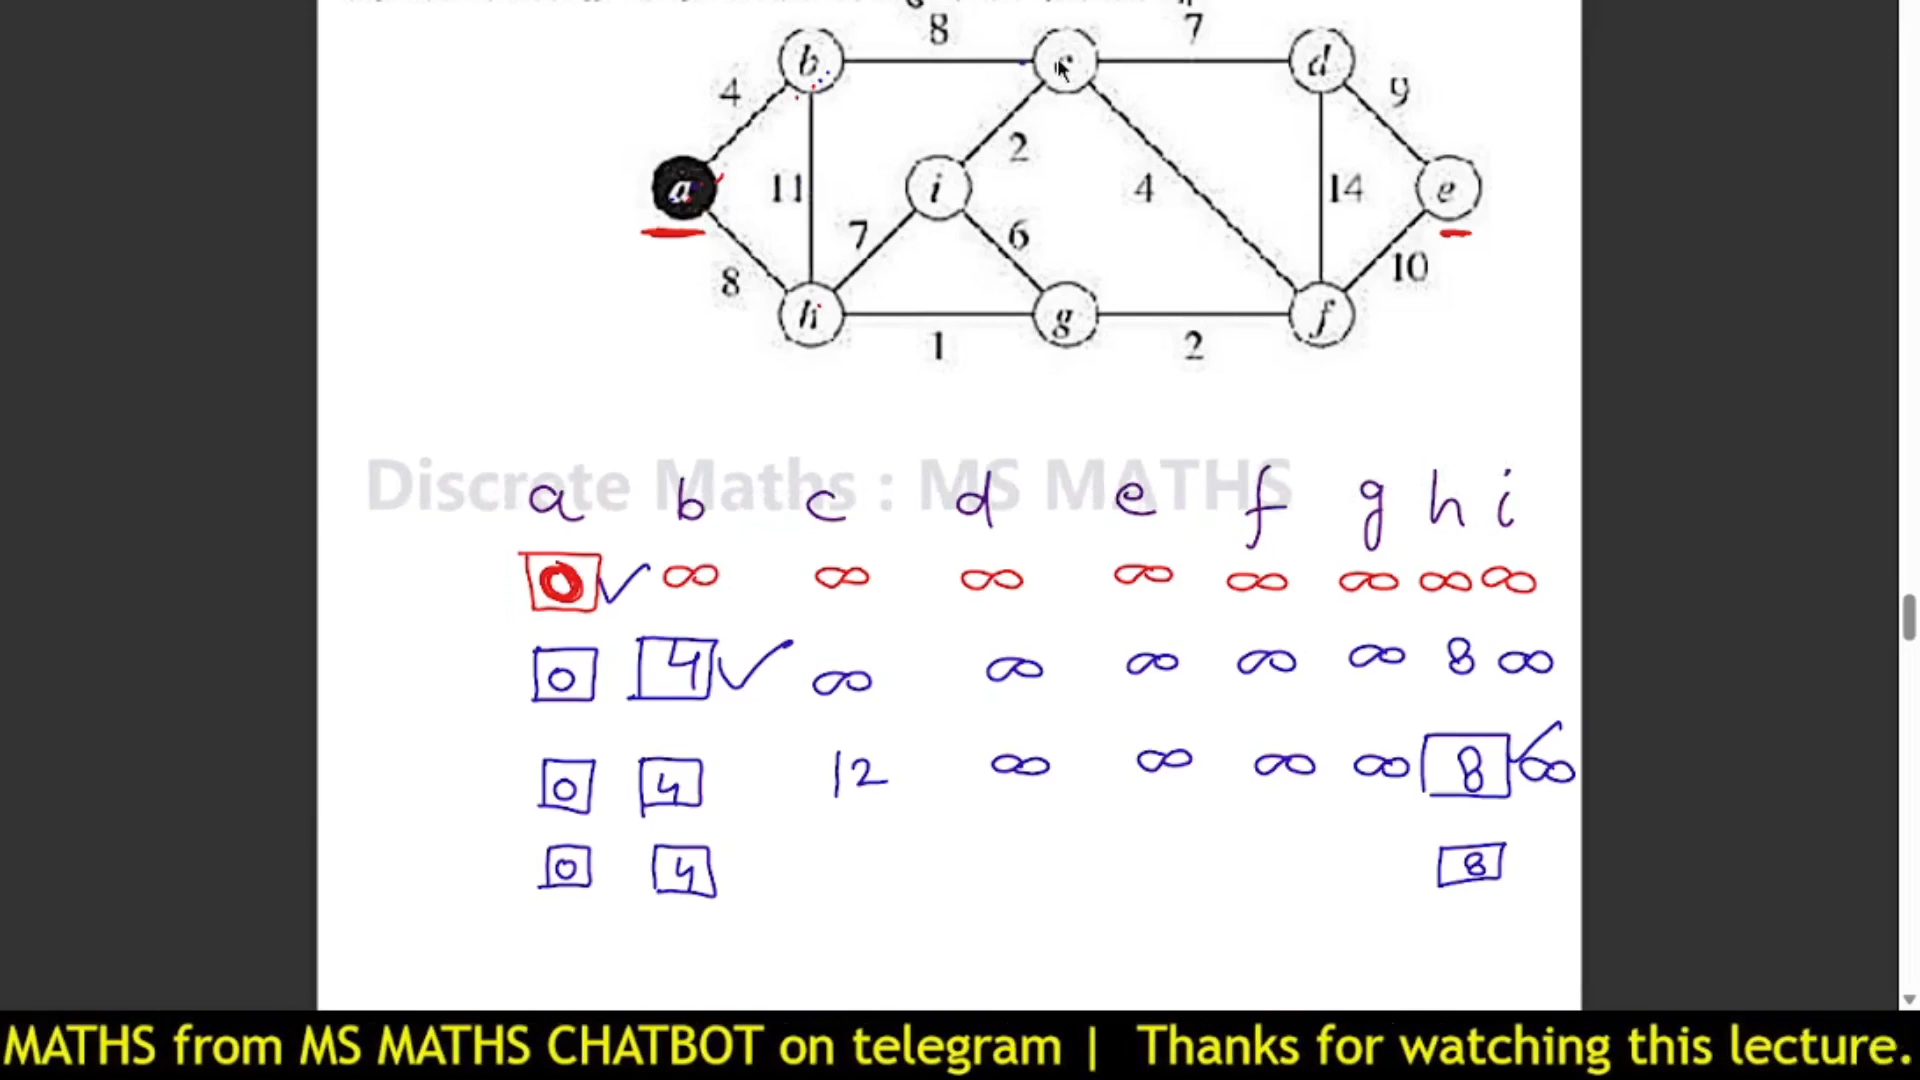 8 7
b c d
4 9
2
a 11 i 4 14 e
7 6
8 10
h g f
1 2
Discrete Maths : MS MATHS
a b c d e f g h i
0 ✓ ∞ ∞ ∞ ∞ ∞ ∞ ∞ ∞
0 4 ✓ ∞ ∞ ∞ ∞ ∞ 8 ∞
0 4 12 ∞ ∞ ∞ ∞ 8 ✓ ∞
0 4 8
MATHS from MS MATHS CHATBOT on telegram | Thanks for watching this lecture.